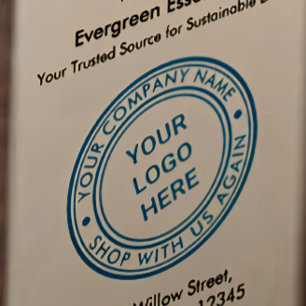 Evergreen
Your Trusted Source for Sustainable
YOUR COMPANY NAME
YOUR
LOGO
HERE
SHOP WITH US AGAIN
Willow Street,
12345